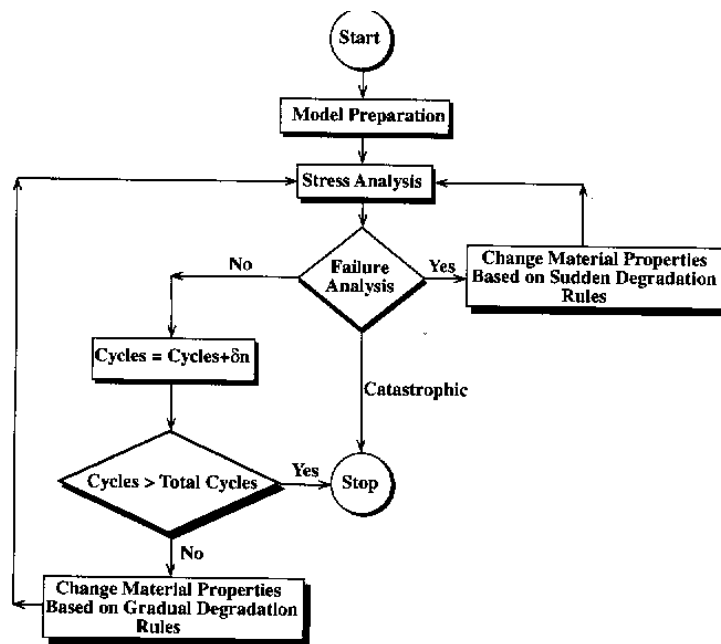 Start
Model Preparation
Stress Analysis
Failure
Analysis
No
Yes
Change Material Properties
Based on Sudden Degradation
Rules
Cycles = Cycles+δn
Catastrophic
Cycles > Total Cycles
Yes
Stop
No
Change Material Properties
Based on Gradual Degradation
Rules